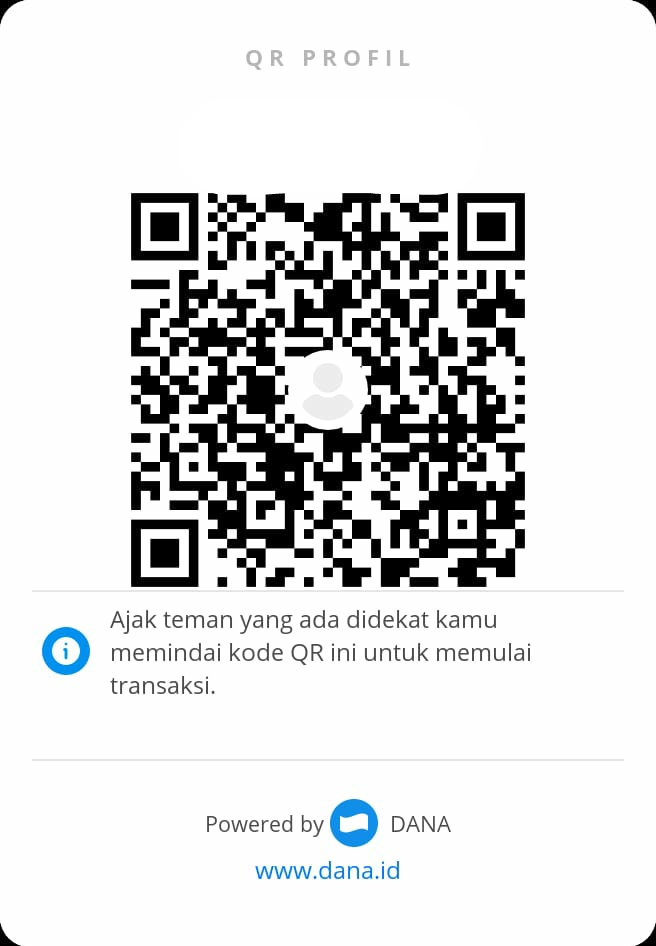 QR PROFIL
Ajak teman yang ada didekat kamu
memindai kode QR ini untuk memulai
transaksi.
Powered by DANA
www.dana.id